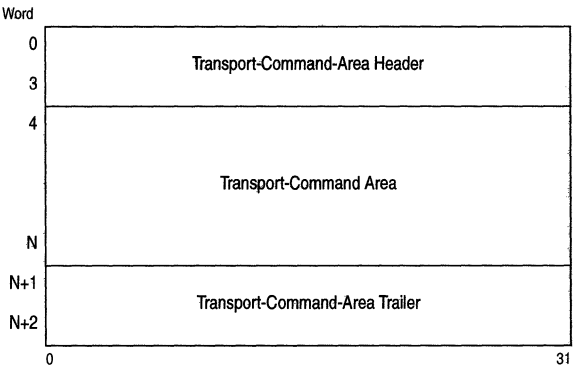 Word
0
Transport-Command-Area Header
3
4
Transport-Command Area
N
N+1
Transport-Command-Area Trailer
N+2
0 31